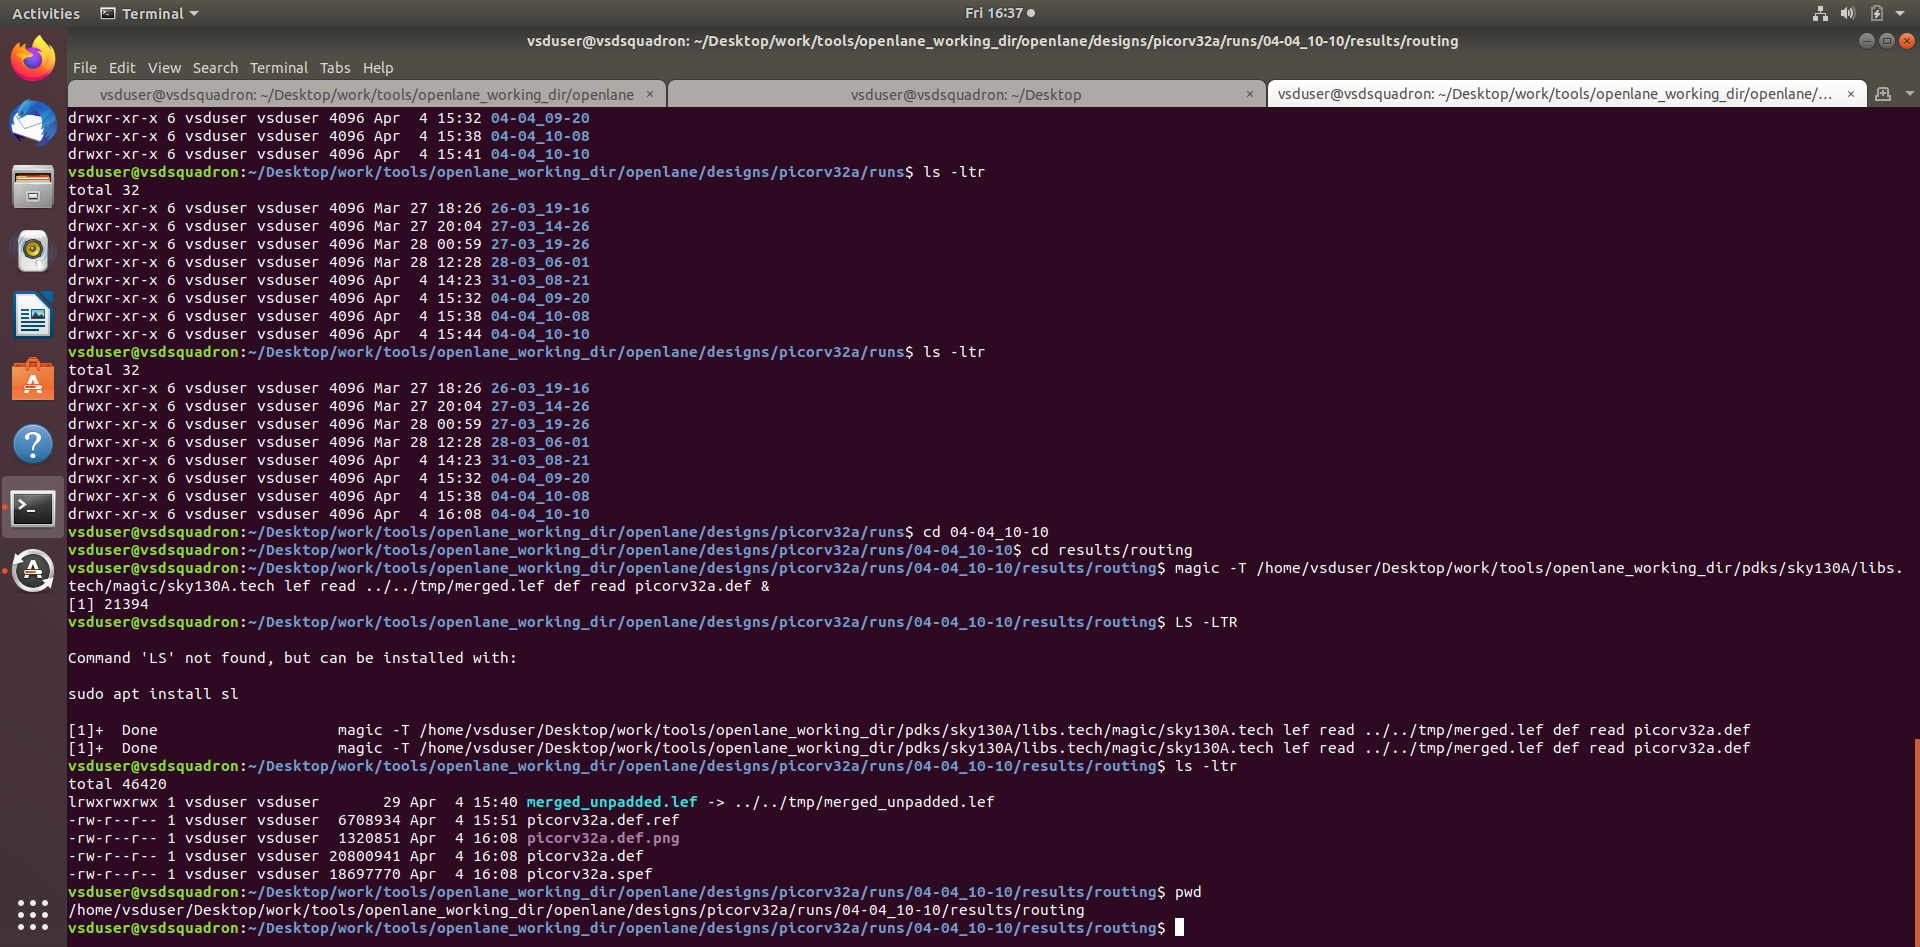 Activities Terminal Fri 16:37
vsduser@vsdsquadron: ~/Desktop/work/tools/openlane_working_dir/openlane/designs/picorv32a/runs/04-04_10-10/results/routing
File Edit View Search Terminal Tabs Help
vsduser@vsdsquadron: ~/Desktop/work/tools/openlane_working_dir/openlane × vsduser@vsdsquadron: ~/Desktop × vsduser@vsdsquadron: ~/Desktop/work/tools/openlane_working_dir/openlane/... ×
drwxr-xr-x 6 vsduser vsduser 4096 Apr  4 15:32 04-04_09-20
drwxr-xr-x 6 vsduser vsduser 4096 Apr  4 15:38 04-04_10-08
drwxr-xr-x 6 vsduser vsduser 4096 Apr  4 15:41 04-04_10-10
vsduser@vsdsquadron:~/Desktop/work/tools/openlane_working_dir/openlane/designs/picorv32a/runs$ ls -ltr
total 32
drwxr-xr-x 6 vsduser vsduser 4096 Mar 27 18:26 26-03_19-16
drwxr-xr-x 6 vsduser vsduser 4096 Mar 27 20:04 27-03_14-26
drwxr-xr-x 6 vsduser vsduser 4096 Mar 28 00:59 27-03_19-26
drwxr-xr-x 6 vsduser vsduser 4096 Mar 28 12:28 28-03_06-01
drwxr-xr-x 6 vsduser vsduser 4096 Apr  4 14:23 31-03_08-21
drwxr-xr-x 6 vsduser vsduser 4096 Apr  4 15:32 04-04_09-20
drwxr-xr-x 6 vsduser vsduser 4096 Apr  4 15:38 04-04_10-08
drwxr-xr-x 6 vsduser vsduser 4096 Apr  4 15:44 04-04_10-10
vsduser@vsdsquadron:~/Desktop/work/tools/openlane_working_dir/openlane/designs/picorv32a/runs$ ls -ltr
total 32
drwxr-xr-x 6 vsduser vsduser 4096 Mar 27 18:26 26-03_19-16
drwxr-xr-x 6 vsduser vsduser 4096 Mar 27 20:04 27-03_14-26
drwxr-xr-x 6 vsduser vsduser 4096 Mar 28 00:59 27-03_19-26
drwxr-xr-x 6 vsduser vsduser 4096 Mar 28 12:28 28-03_06-01
drwxr-xr-x 6 vsduser vsduser 4096 Apr  4 14:23 31-03_08-21
drwxr-xr-x 6 vsduser vsduser 4096 Apr  4 15:32 04-04_09-20
drwxr-xr-x 6 vsduser vsduser 4096 Apr  4 15:38 04-04_10-08
drwxr-xr-x 6 vsduser vsduser 4096 Apr  4 16:08 04-04_10-10
vsduser@vsdsquadron:~/Desktop/work/tools/openlane_working_dir/openlane/designs/picorv32a/runs$ cd 04-04_10-10
vsduser@vsdsquadron:~/Desktop/work/tools/openlane_working_dir/openlane/designs/picorv32a/runs/04-04_10-10$ cd results/routing
vsduser@vsdsquadron:~/Desktop/work/tools/openlane_working_dir/openlane/designs/picorv32a/runs/04-04_10-10/results/routing$ magic -T /home/vsduser/Desktop/work/tools/openlane_working_dir/pdks/sky130A/libs.
tech/magic/sky130A.tech lef read ../../tmp/merged.lef def read picorv32a.def &
[1] 21394
vsduser@vsdsquadron:~/Desktop/work/tools/openlane_working_dir/openlane/designs/picorv32a/runs/04-04_10-10/results/routing$ LS -LTR
Command 'LS' not found, but can be installed with:
sudo apt install sl
[1]+  Done                    magic -T /home/vsduser/Desktop/work/tools/openlane_working_dir/pdks/sky130A/libs.tech/magic/sky130A.tech lef read ../../tmp/merged.lef def read picorv32a.def
[1]+  Done                    magic -T /home/vsduser/Desktop/work/tools/openlane_working_dir/pdks/sky130A/libs.tech/magic/sky130A.tech lef read ../../tmp/merged.lef def read picorv32a.def
vsduser@vsdsquadron:~/Desktop/work/tools/openlane_working_dir/openlane/designs/picorv32a/runs/04-04_10-10/results/routing$ ls -ltr
total 46420
lrwxrwxrwx 1 vsduser vsduser       29 Apr  4 15:40 merged_unpadded.lef -> ../../tmp/merged_unpadded.lef
-rw-r--r-- 1 vsduser vsduser  6708934 Apr  4 15:51 picorv32a.def.ref
-rw-r--r-- 1 vsduser vsduser  1320851 Apr  4 16:08 picorv32a.def.png
-rw-r--r-- 1 vsduser vsduser 20800941 Apr  4 16:08 picorv32a.def
-rw-r--r-- 1 vsduser vsduser 18697770 Apr  4 16:08 picorv32a.spef
vsduser@vsdsquadron:~/Desktop/work/tools/openlane_working_dir/openlane/designs/picorv32a/runs/04-04_10-10/results/routing$ pwd
/home/vsduser/Desktop/work/tools/openlane_working_dir/openlane/designs/picorv32a/runs/04-04_10-10/results/routing
vsduser@vsdsquadron:~/Desktop/work/tools/openlane_working_dir/openlane/designs/picorv32a/runs/04-04_10-10/results/routing$